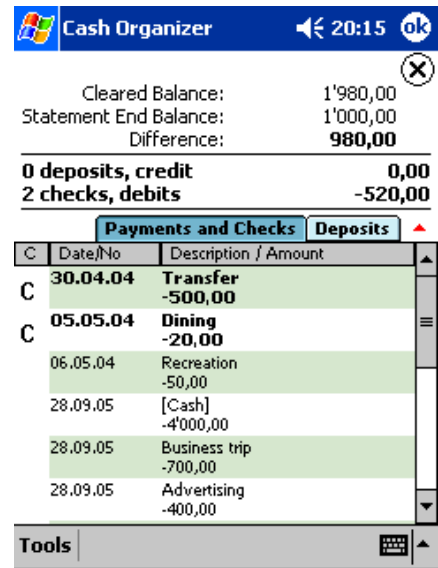 Cash Organizer 20:15 ok
Cleared Balance: 1'980,00
Statement End Balance: 1'000,00
Difference: 980,00
0 deposits, credit 0,00
2 checks, debits -520,00
Payments and Checks Deposits
C Date/No Description / Amount
C 30.04.04 Transfer
-500,00
C 05.05.04 Dining
-20,00
06.05.04 Recreation
-50,00
28.09.05 [Cash]
-4'000,00
28.09.05 Business trip
-700,00
28.09.05 Advertising
-400,00
Tools